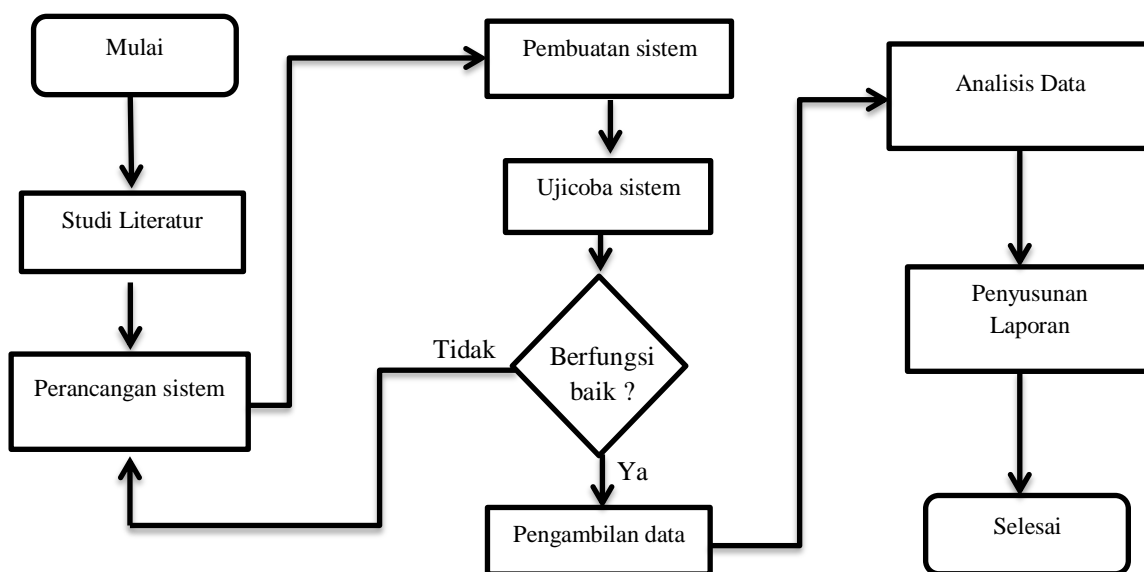 Mulai
Studi Literatur
Perancangan sistem
Pembuatan sistem
Ujicoba sistem
Berfungsi
baik ?
Tidak
Ya
Pengambilan data
Analisis Data
Penyusunan
Laporan
Selesai